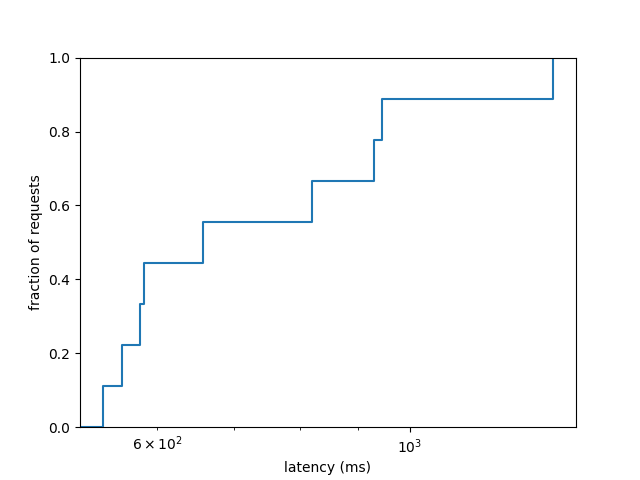 1.0
0.8
0.6
0.4
0.2
0.0
fraction of requests
6 × 10²
10³
latency (ms)